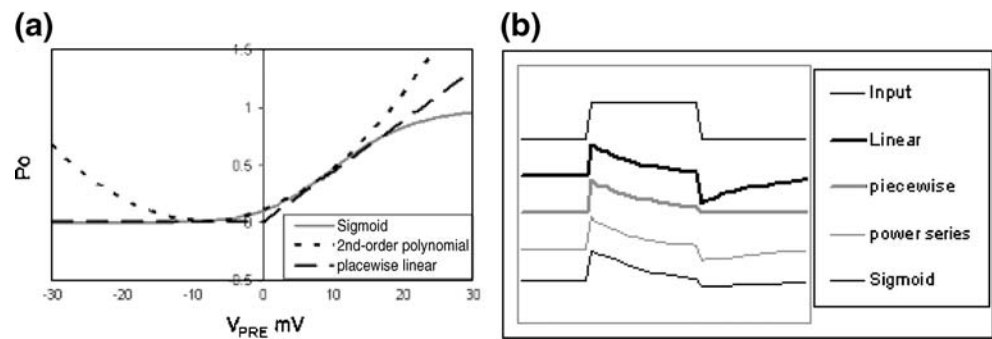 (a)
1.5
1
0.5
0
0.5
Po
-30
-20
-10
0
10
20
30
V_PRE mV
Sigmoid
2nd-order polynomial
placewise linear
(b)
Input
Linear
piecewise
power series
Sigmoid